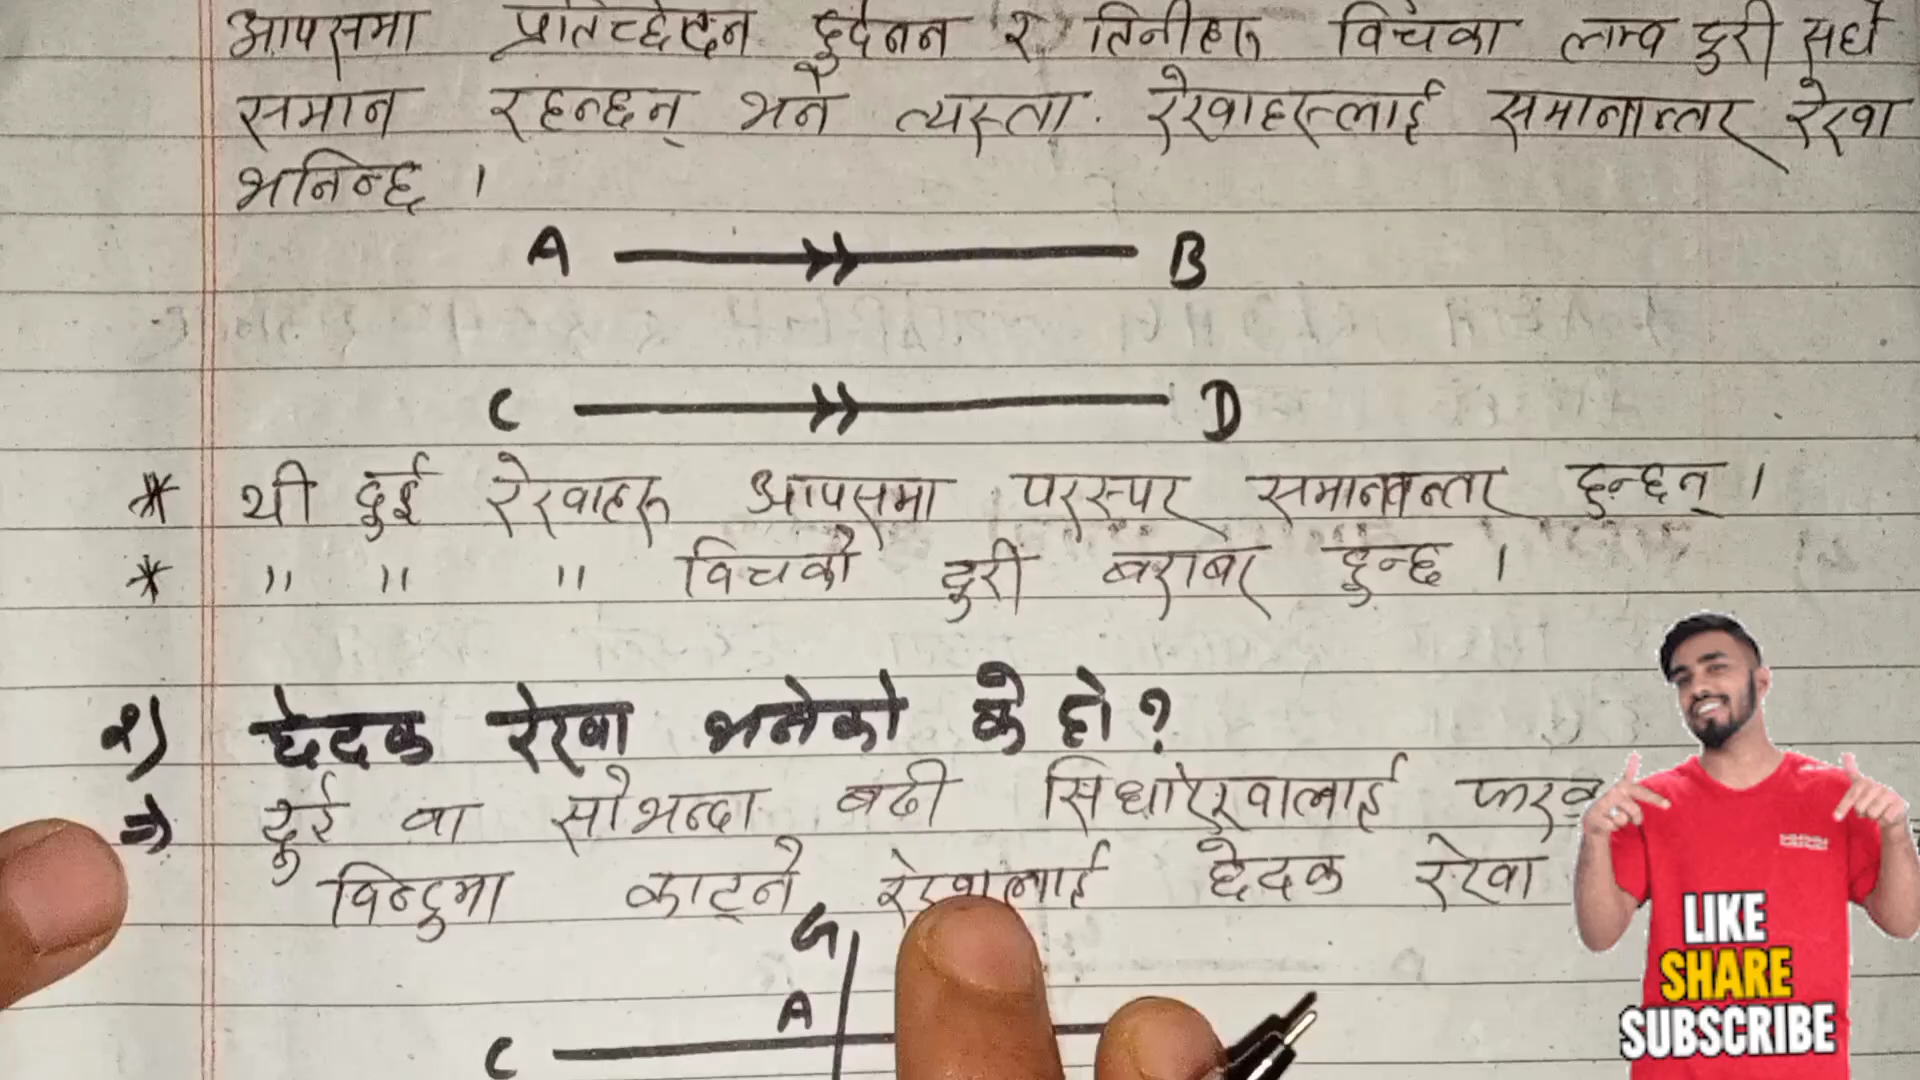 आपसमा प्रतिच्छेदन हुदैनन र तिनीहरू विचका लाम्व दुरी सधै
समान रहन्छन् भने त्यस्ता रेखाहरूलाई समानान्तर रेखा
भनिन्छ ।
A B
C D
* यी दुई रेखाहरू आपसमा परस्पर समानान्तर हुन्छन् ।
* " " " विचको दुरी बराबर हुन्छ ।
२) छेदक रेखा भनेको के हो ?
⇒ दुई वा सोभन्दा बढी सिधारेखालाई फरक
विन्दुमा काट्ने रेखालाई छेदक रेखा
G
A
C
LIKE
SHARE
SUBSCRIBE